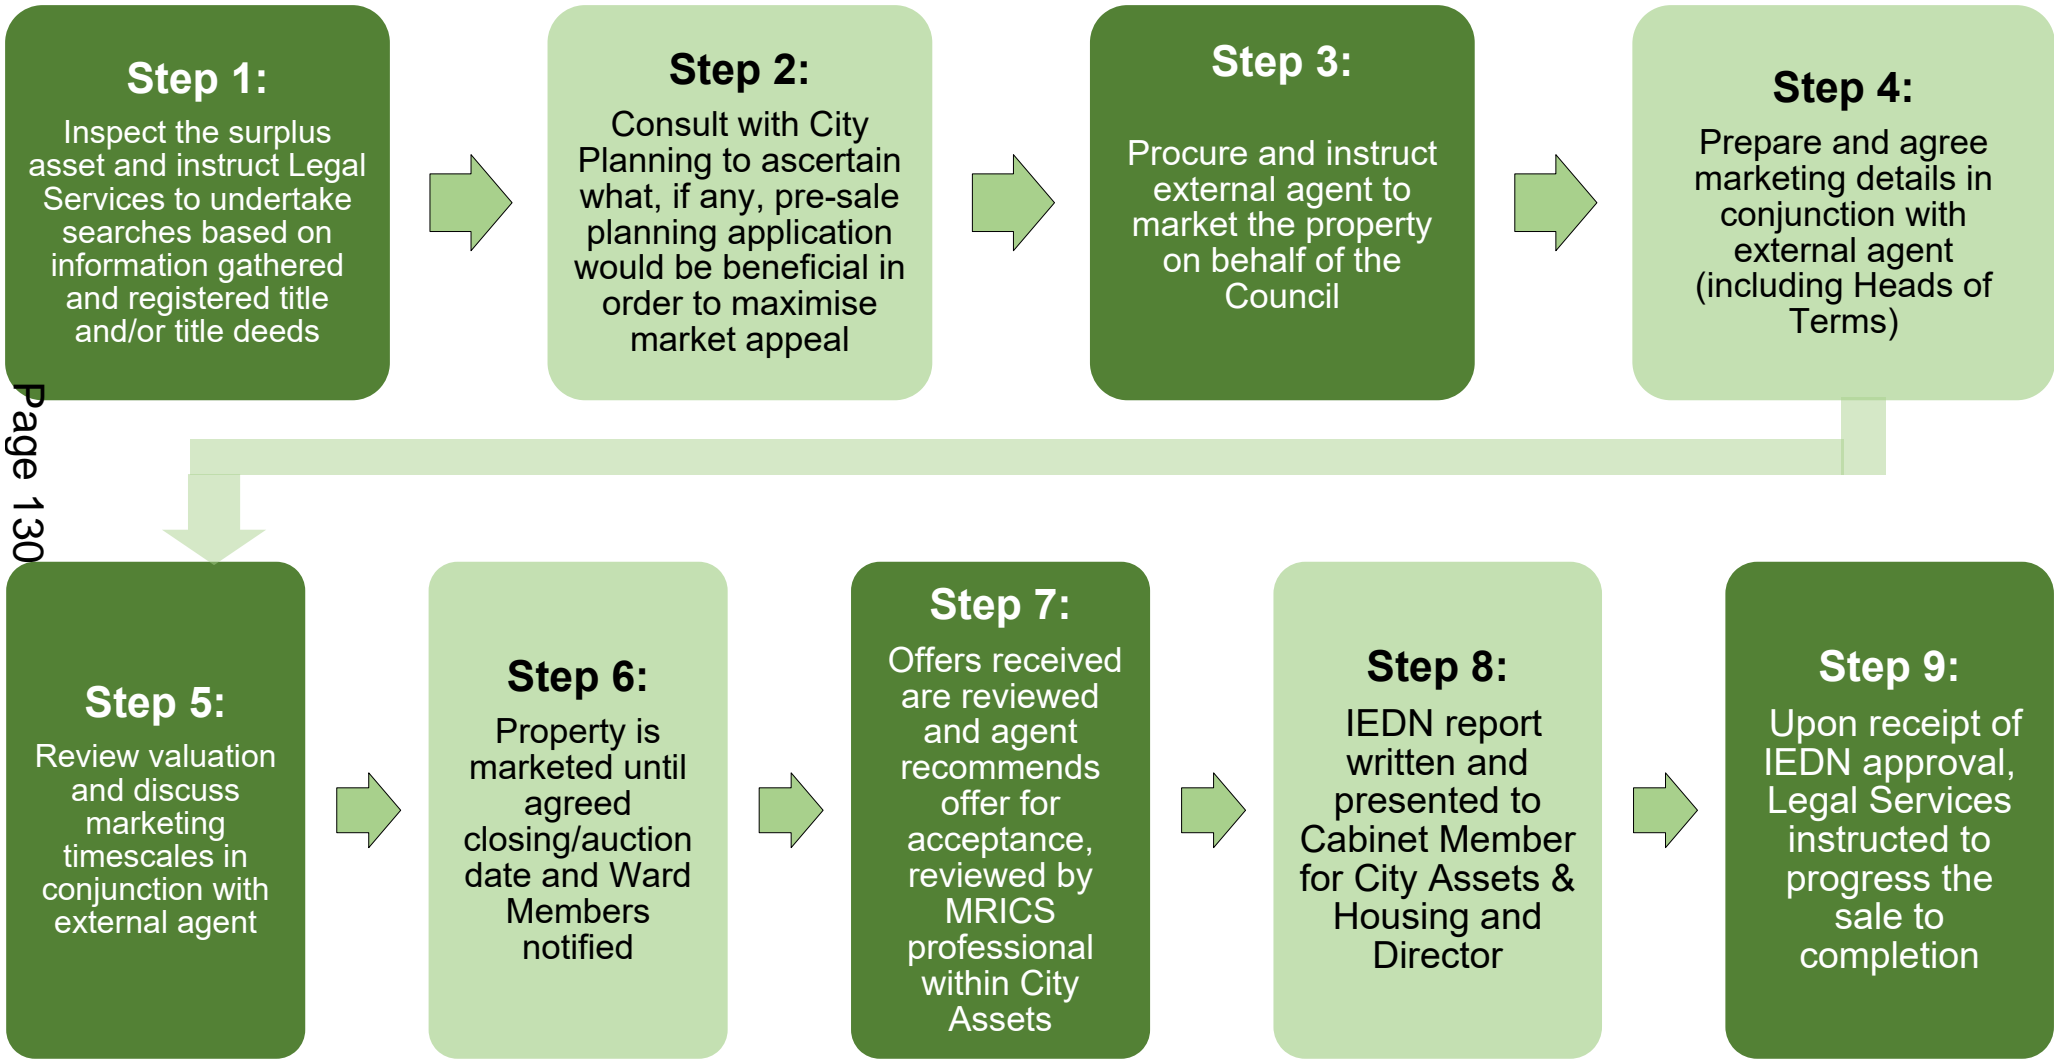 Step 1:
Inspect the surplus
asset and instruct Legal
Services to undertake
searches based on
information gathered
and registered title
and/or title deeds
Step 2:
Consult with City
Planning to ascertain
what, if any, pre-sale
planning application
would be beneficial in
order to maximise
market appeal
Step 3:
Procure and instruct
external agent to
market the property
on behalf of the
Council
Step 4:
Prepare and agree
marketing details in
conjunction with
external agent
(including Heads of
Terms)
Page 130
Step 5:
Review valuation
and discuss
marketing
timescales in
conjunction with
external agent
Step 6:
Property is
marketed until
agreed
closing/auction
date and Ward
Members
notified
Step 7:
Offers received
are reviewed
and agent
recommends
offer for
acceptance,
reviewed by
MRICS
professional
within City
Assets
Step 8:
IEDN report
written and
presented to
Cabinet Member
for City Assets &
Housing and
Director
Step 9:
Upon receipt of
IEDN approval,
Legal Services
instructed to
progress the
sale to
completion